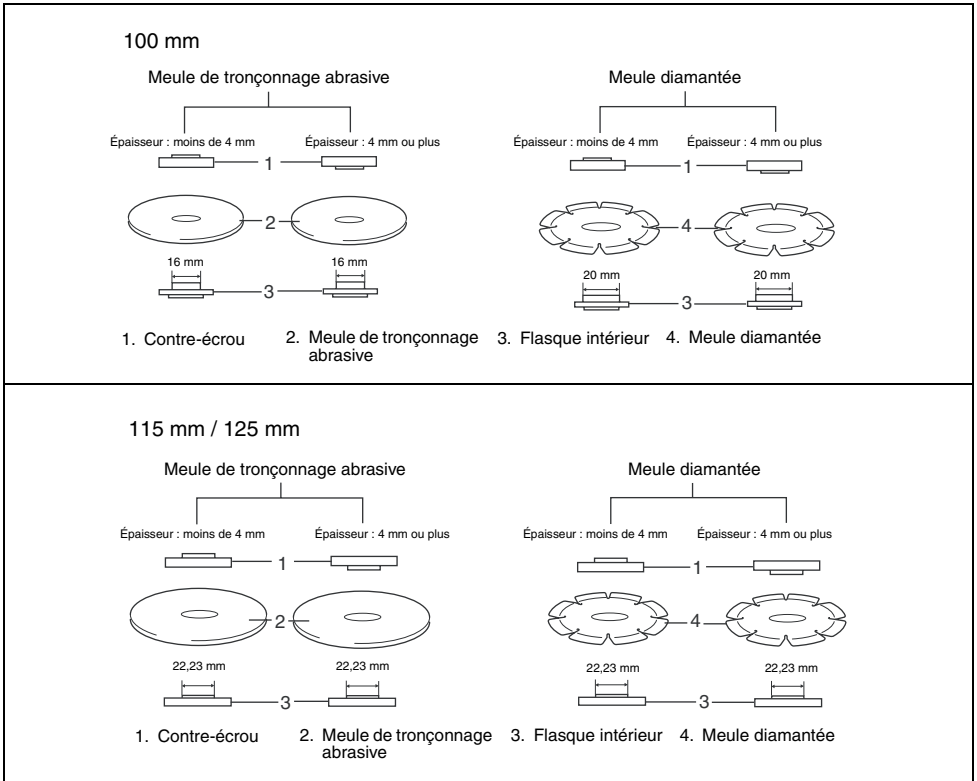 100 mm
Meule de tronçonnage abrasive
Meule diamantée
Épaisseur : moins de 4 mm
Épaisseur : 4 mm ou plus
Épaisseur : moins de 4 mm
Épaisseur : 4 mm ou plus
1
1
2
4
16 mm
16 mm
20 mm
20 mm
3
3
1. Contre-écrou
2. Meule de tronçonnage
abrasive
3. Flasque intérieur
4. Meule diamantée
115 mm / 125 mm
Meule de tronçonnage abrasive
Meule diamantée
Épaisseur : moins de 4 mm
Épaisseur : 4 mm ou plus
Épaisseur : moins de 4 mm
Épaisseur : 4 mm ou plus
1
1
2
4
22,23 mm
22,23 mm
22,23 mm
22,23 mm
3
3
1. Contre-écrou
2. Meule de tronçonnage
abrasive
3. Flasque intérieur
4. Meule diamantée